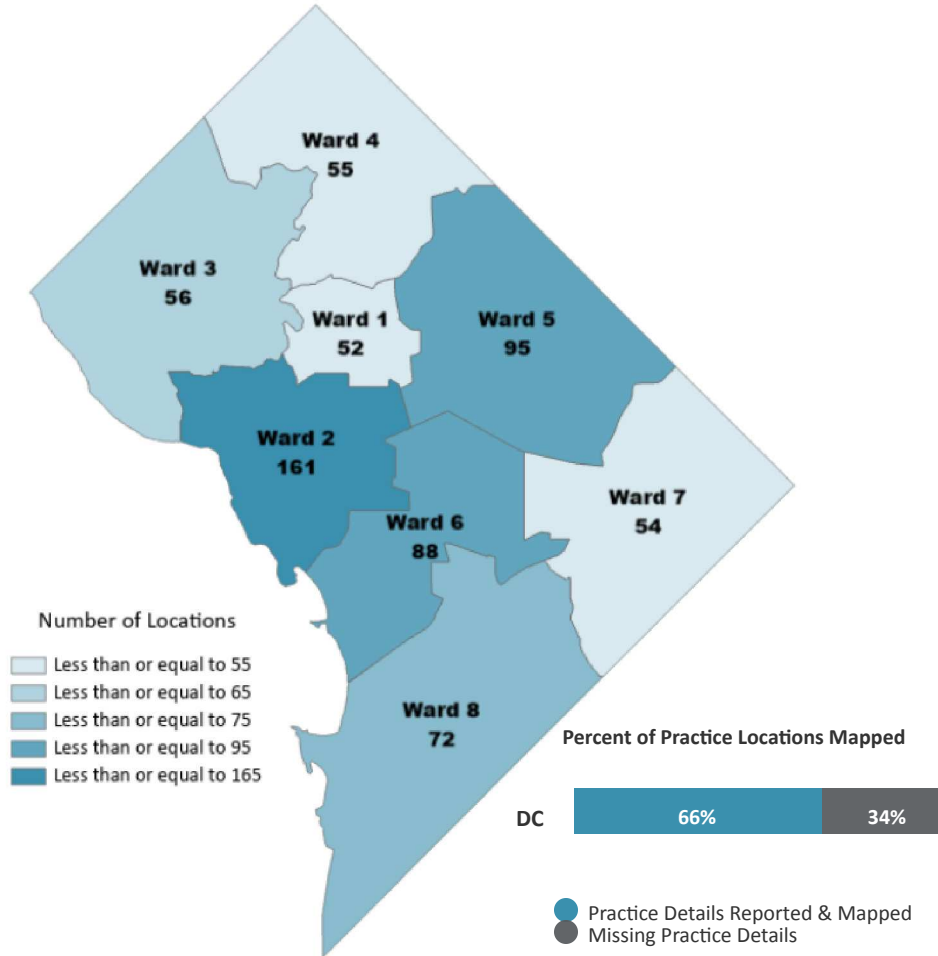 Ward 4
55
Ward 3
56
Ward 1
52
Ward 5
95
Ward 2
161
Ward 7
54
Ward 6
88
Ward 8
72
Number of Locations
Less than or equal to 55
Less than or equal to 65
Less than or equal to 75
Less than or equal to 95
Less than or equal to 165
Percent of Practice Locations Mapped
DC 66% 34%
Practice Details Reported & Mapped
Missing Practice Details